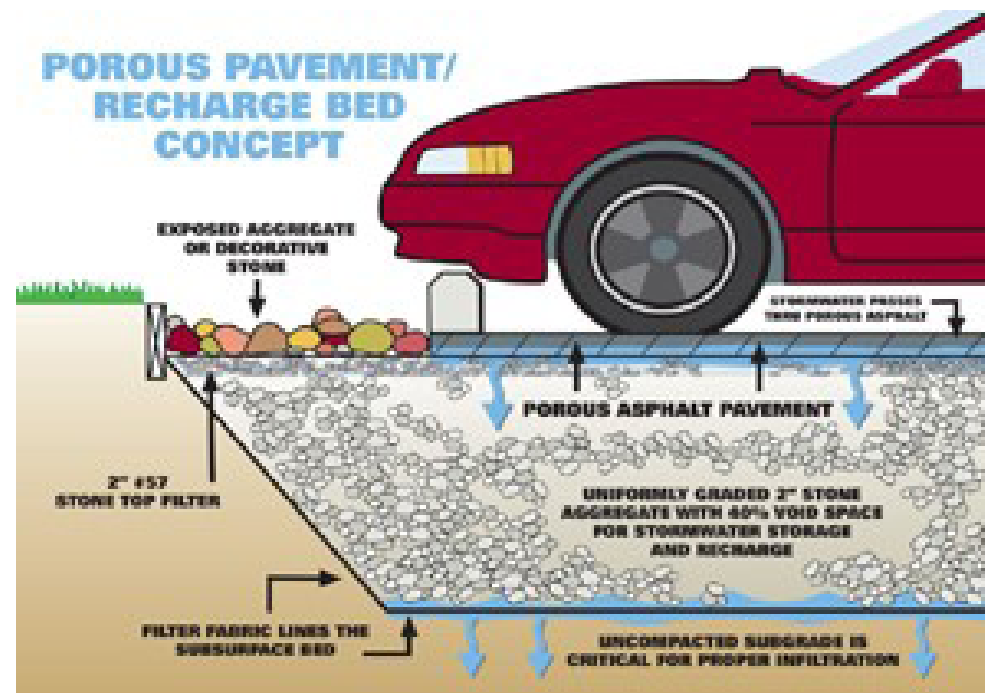 POROUS PAVEMENT/
RECHARGE BED
CONCEPT
EXPOSED AGGREGATE
OR DECORATIVE
STONE
STORMWATER PASSES
THRU POROUS ASPHALT
POROUS ASPHALT PAVEMENT
2" #57
STONE TOP FILTER
UNIFORMLY GRADED 2" STONE
AGGREGATE WITH 40% VOID SPACE
FOR STORMWATER STORAGE
AND RECHARGE
FILTER FABRIC LINES THE
SUBSURFACE BED
UNCOMPACTED SUBGRADE IS
CRITICAL FOR PROPER INFILTRATION